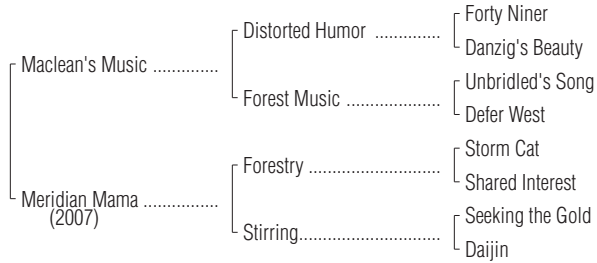 Forty Niner
Distorted Humor ..............
Danzig's Beauty
Maclean's Music ..............
Unbridled's Song
Forest Music ....................
Defer West
Storm Cat
Forestry ............................
Shared Interest
Meridian Mama ................
(2007)
Seeking the Gold
Stirring..............................
Daijin